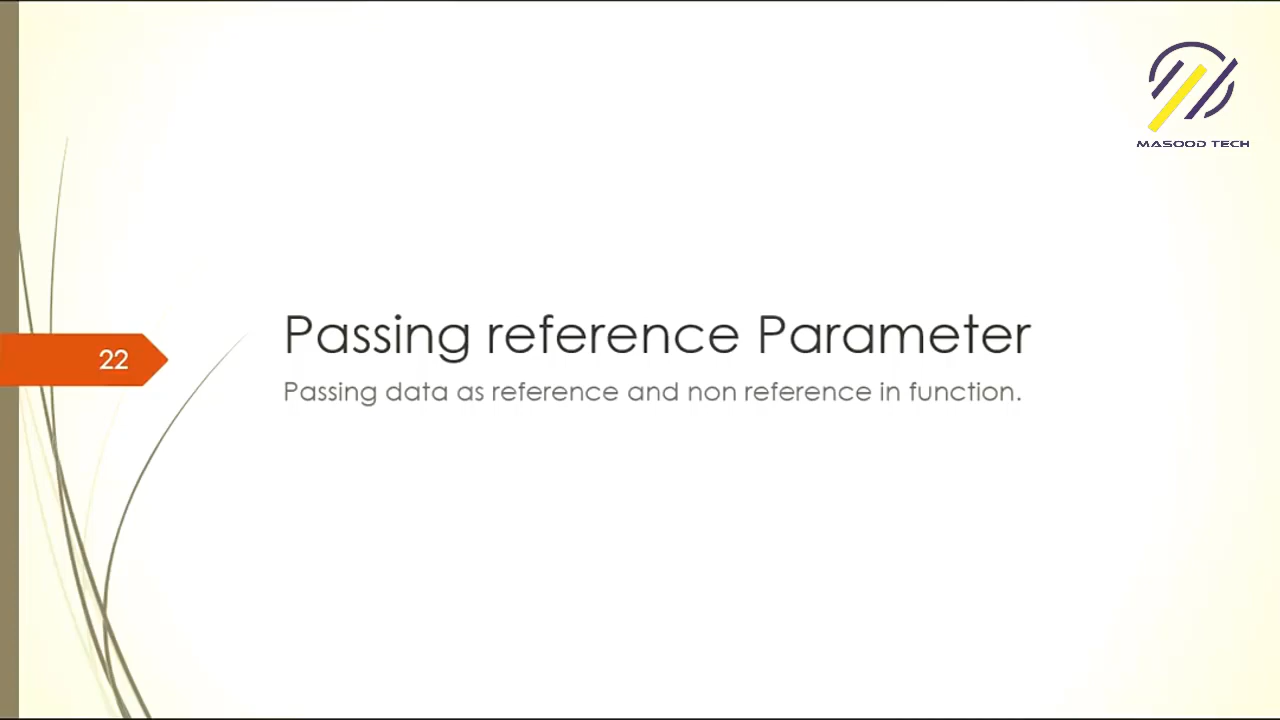 MASOOD TECH
Passing reference Parameter
22
Passing data as reference and non reference in function.